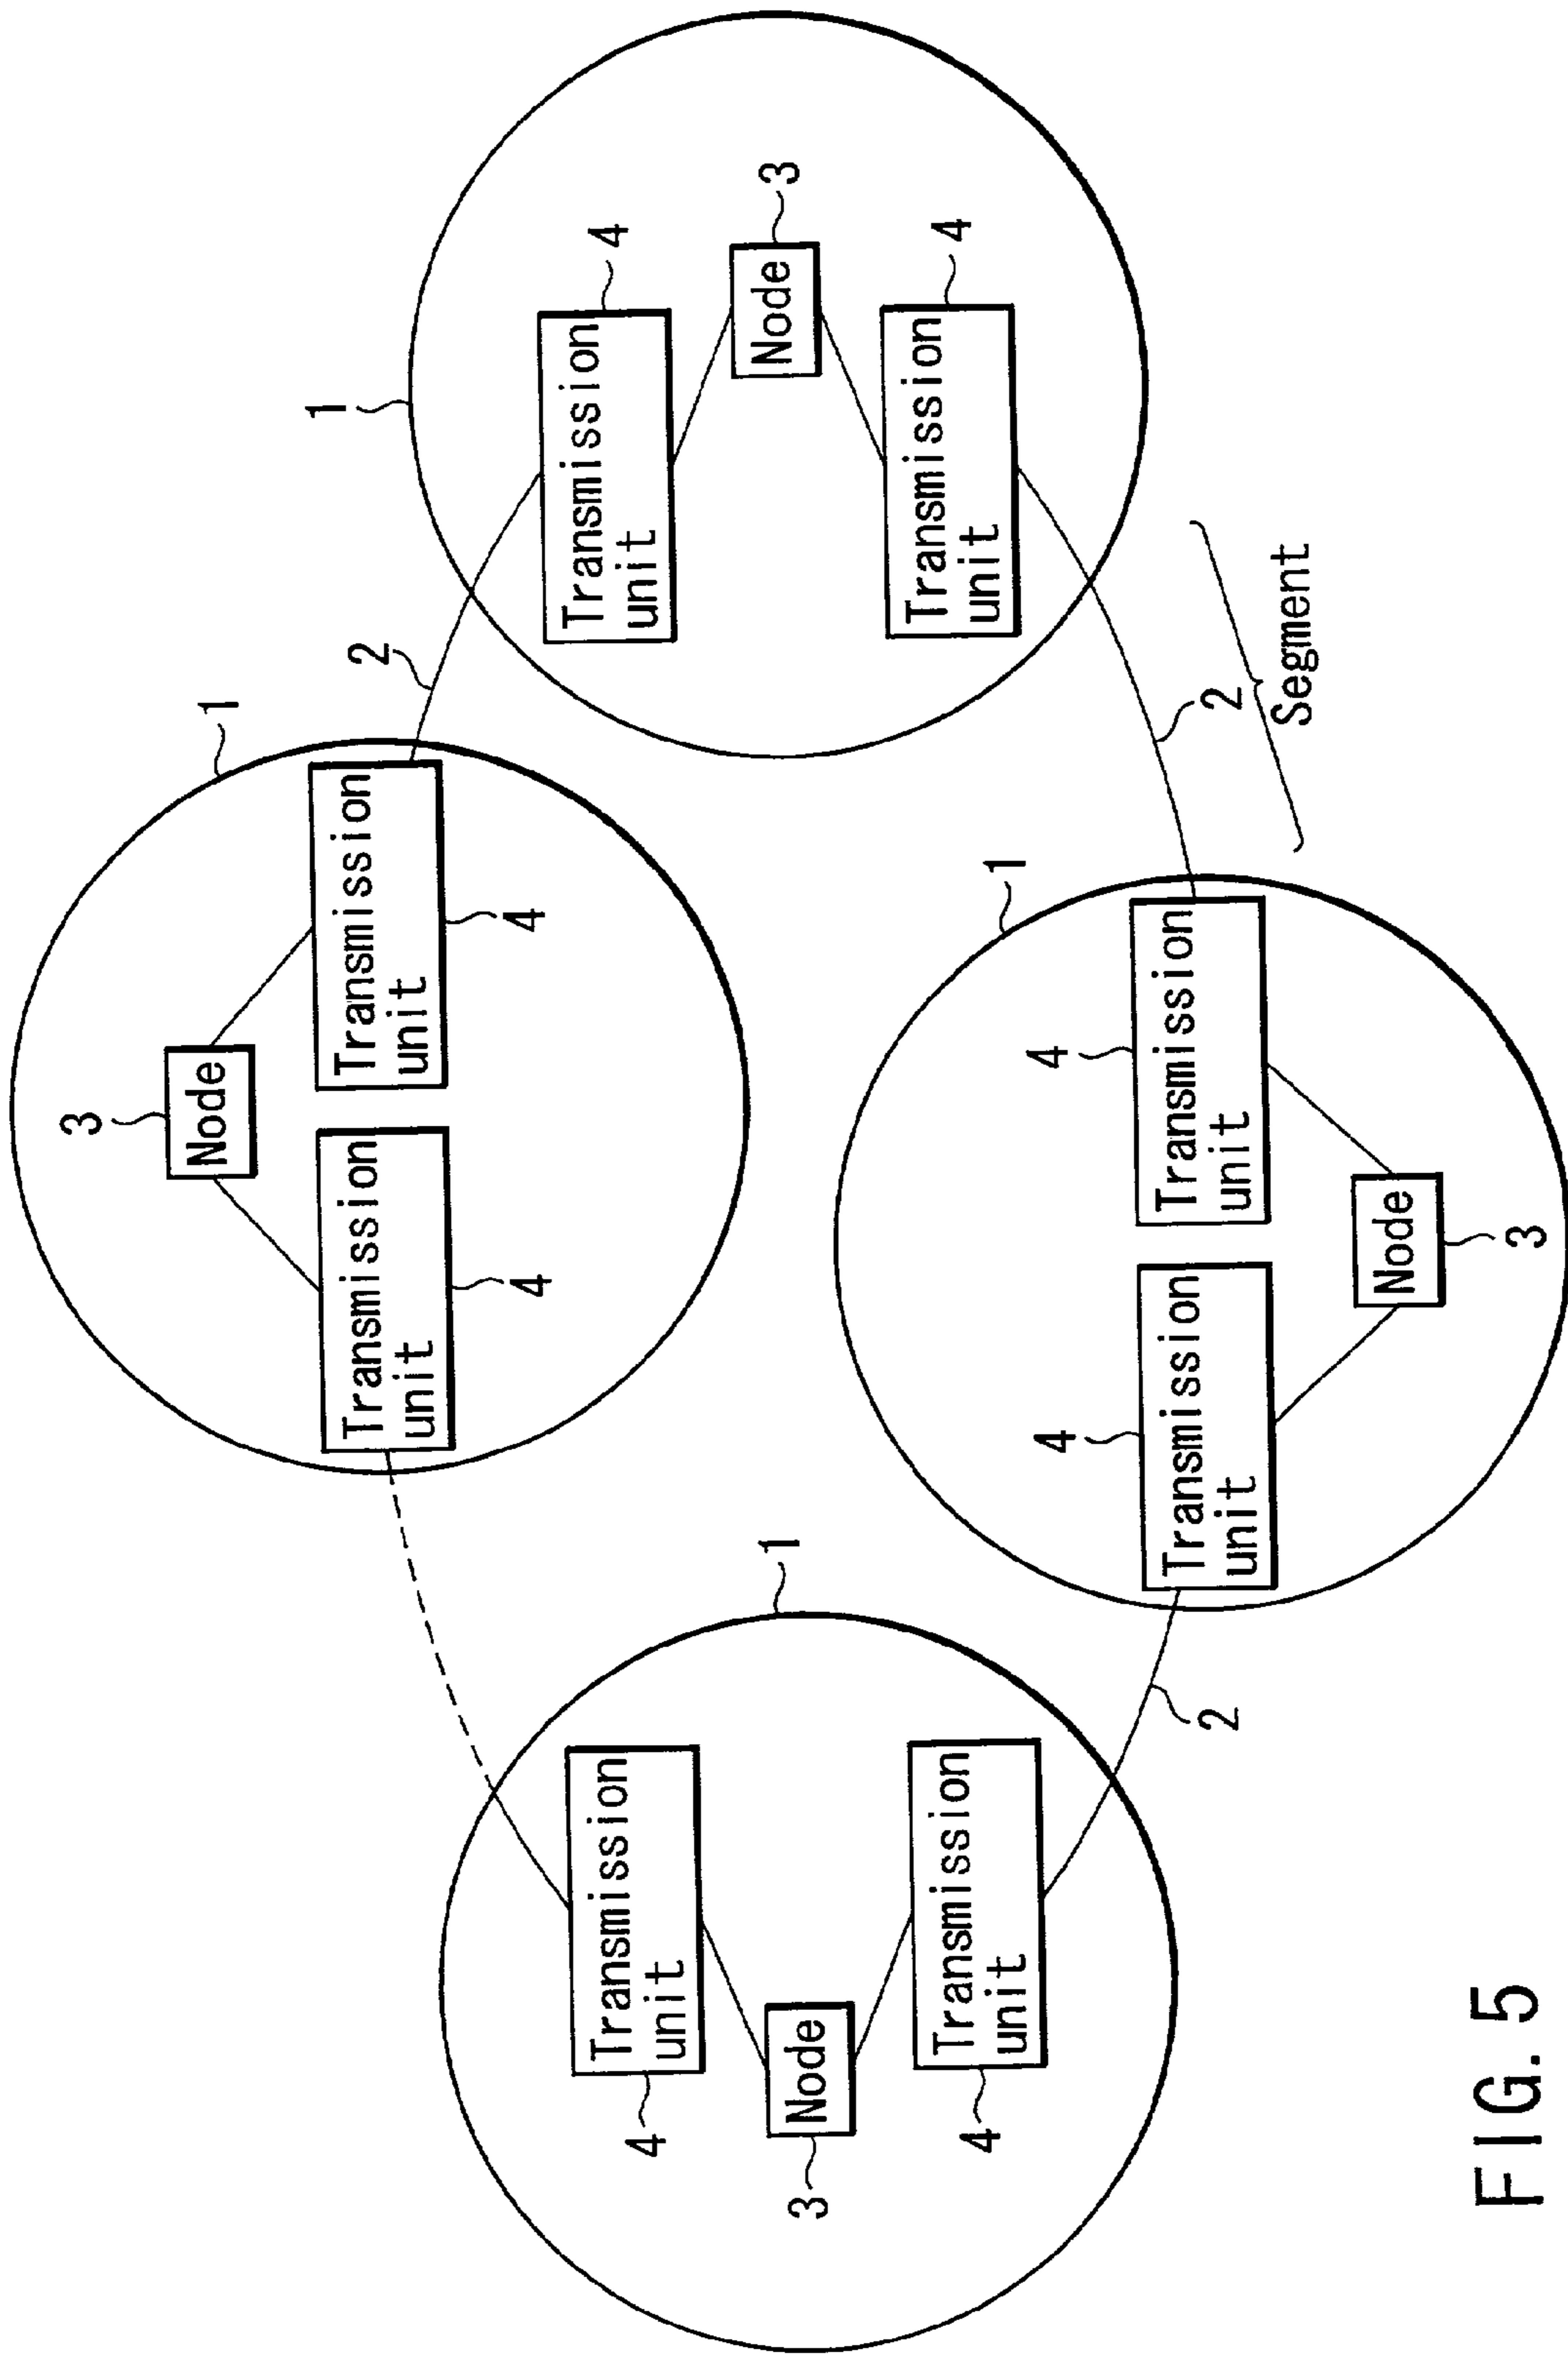 3
1
Node
Transmission
unit
Transmission
unit
4
4
2
1
4
Transmission
unit
3
Node
4
Transmission
unit
1
4
Transmission
unit
3
Node
4
Transmission
unit
1
4
Transmission
unit
4
Transmission
unit
2
2
Segment
Node
3
FIG. 5